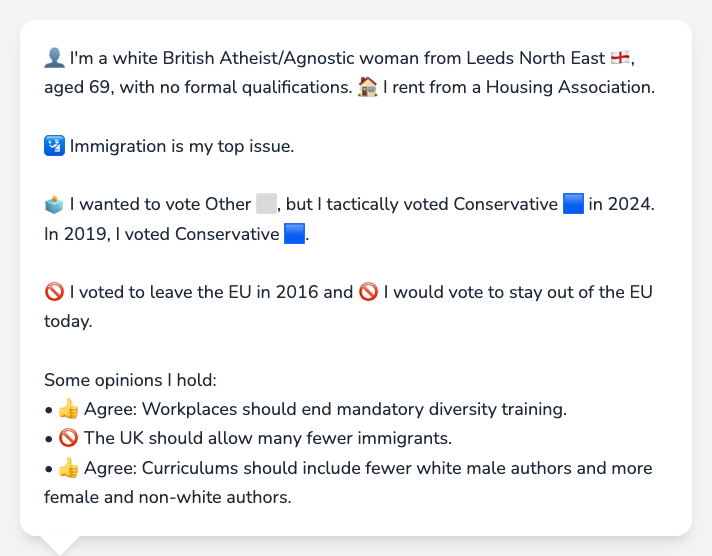 👤 I'm a white British Atheist/Agnostic woman from Leeds North East 🏴󠁧󠁢󠁥󠁮󠁧󠁿,
aged 69, with no formal qualifications. 🏠 I rent from a Housing Association.
🛂 Immigration is my top issue.
🗳️ I wanted to vote Other ⬜, but I tactically voted Conservative 🟦 in 2024.
In 2019, I voted Conservative 🟦.
🚫 I voted to leave the EU in 2016 and 🚫 I would vote to stay out of the EU
today.
Some opinions I hold:
• 👍 Agree: Workplaces should end mandatory diversity training.
• 🚫 The UK should allow many fewer immigrants.
• 👍 Agree: Curriculums should include fewer white male authors and more
female and non-white authors.